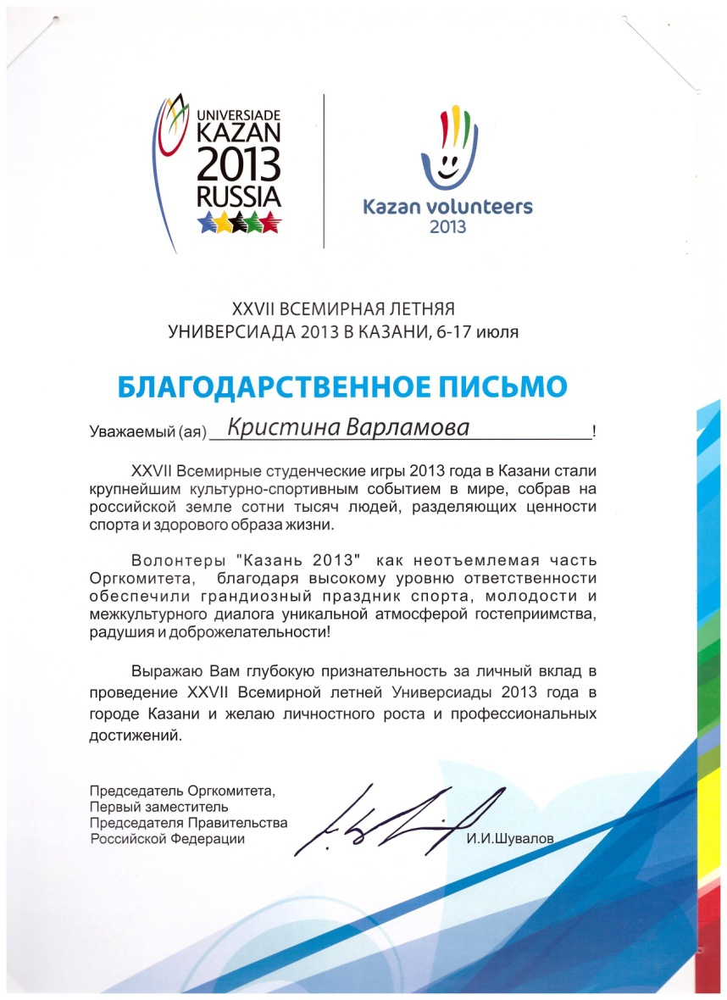 UNIVERSIADE
KAZAN
2013
RUSSIA
Kazan volunteers
2013
XXVII ВСЕМИРНАЯ ЛЕТНЯЯ
УНИВЕРСИАДА 2013 В КАЗАНИ, 6-17 июля
БЛАГОДАРСТВЕННОЕ ПИСЬМО
Уважаемый (ая) Кристина Варламова !
XXVII Всемирные студенческие игры 2013 года в Казани стали
крупнейшим культурно-спортивным событием в мире, собрав на
российской земле сотни тысяч людей, разделяющих ценности
спорта и здорового образа жизни.
Волонтеры "Казань 2013" как неотъемлемая часть
Оргкомитета, благодаря высокому уровню ответственности
обеспечили грандиозный праздник спорта, молодости и
межкультурного диалога уникальной атмосферой гостеприимства,
радушия и доброжелательности!
Выражаю Вам глубокую признательность за личный вклад в
проведение XXVII Всемирной летней Универсиады 2013 года в
городе Казани и желаю личностного роста и профессиональных
достижений.
Председатель Оргкомитета,
Первый заместитель
Председателя Правительства
Российской Федерации
И.И.Шувалов